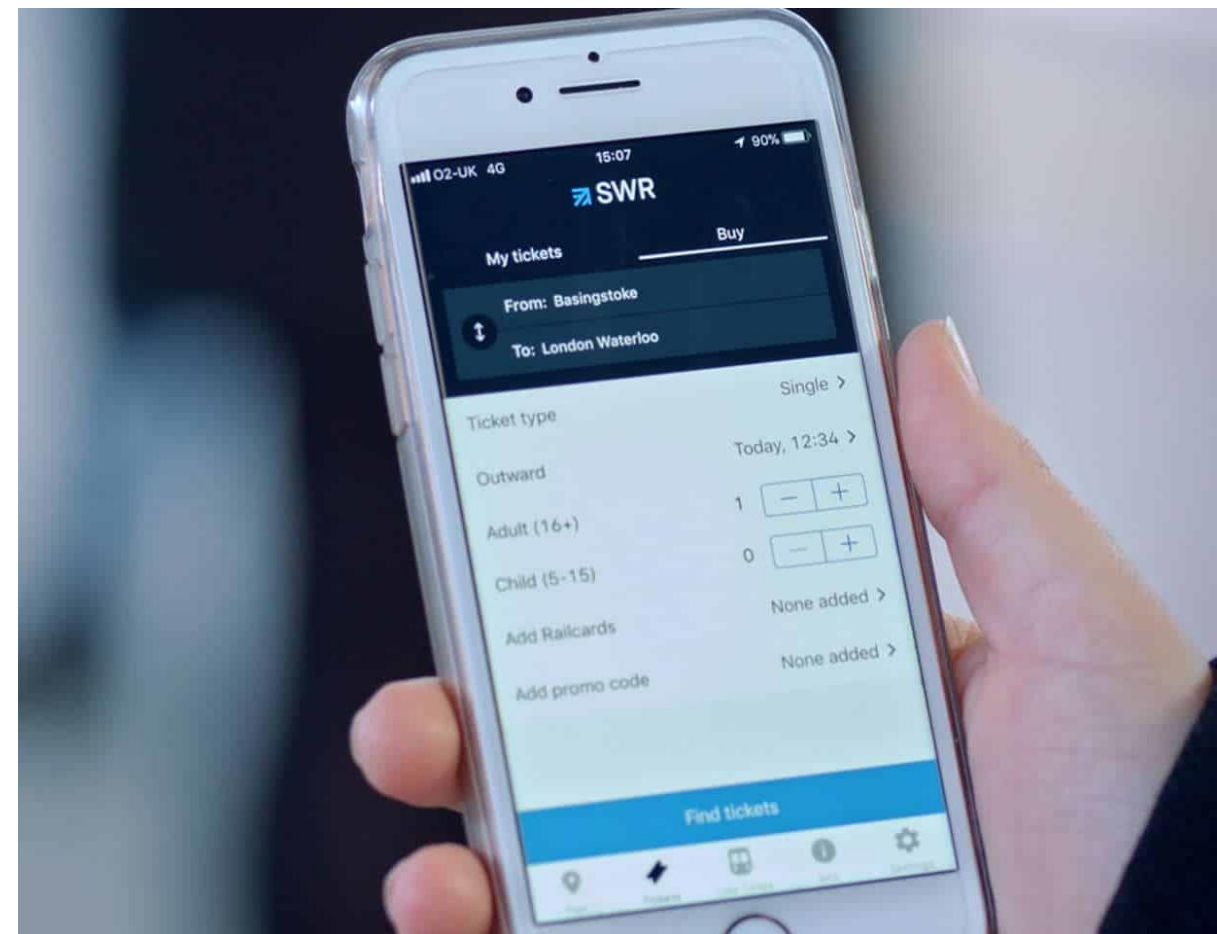 O2-UK 4G 15:07 90%
SWR
My tickets Buy
From: Basingstoke
To: London Waterloo
Ticket type Single >
Outward Today, 12:34 >
Adult (16+) 1 − +
Child (5-15) 0 − +
Add Railcards None added >
Add promo code None added >
Find tickets
Tickets